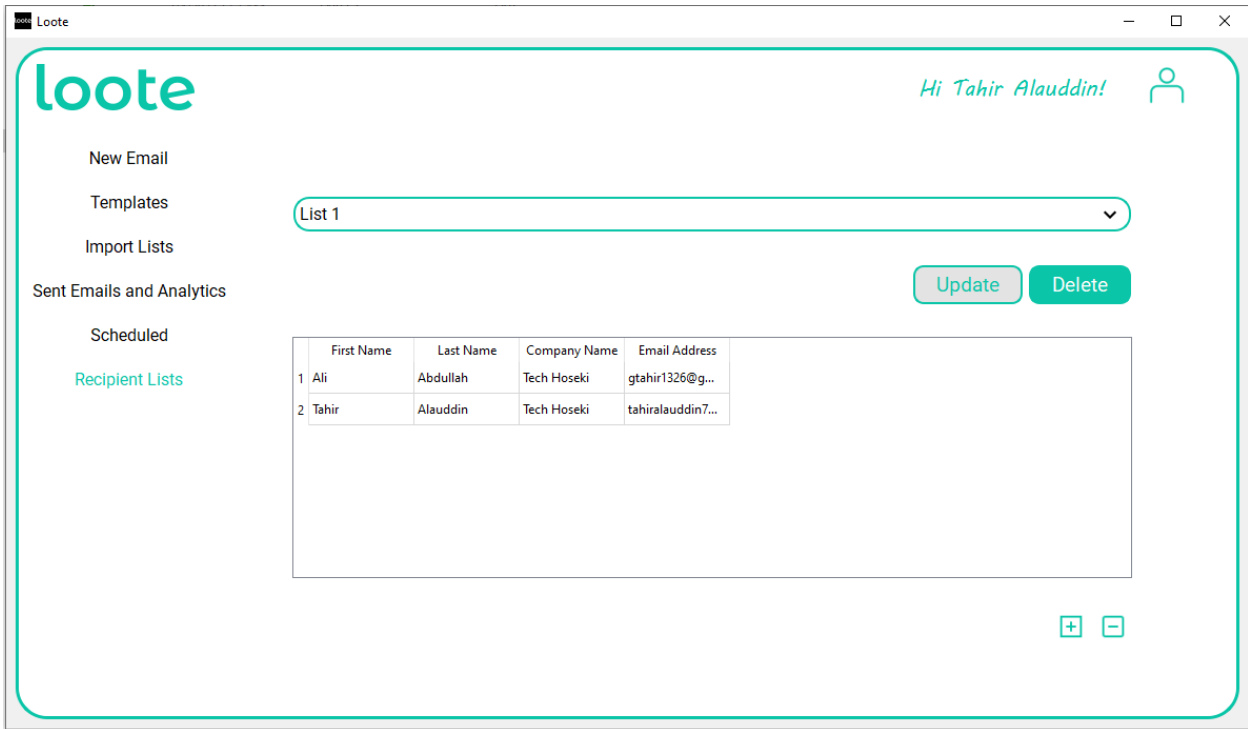 loote Loote
loote
Hi Tahir Alauddin!
New Email
Templates
Import Lists
Sent Emails and Analytics
Scheduled
Recipient Lists
List 1
Update Delete
First Name Last Name Company Name Email Address
1 Ali Abdullah Tech Hoseki gtahir1326@g...
2 Tahir Alauddin Tech Hoseki tahiralauddin7...